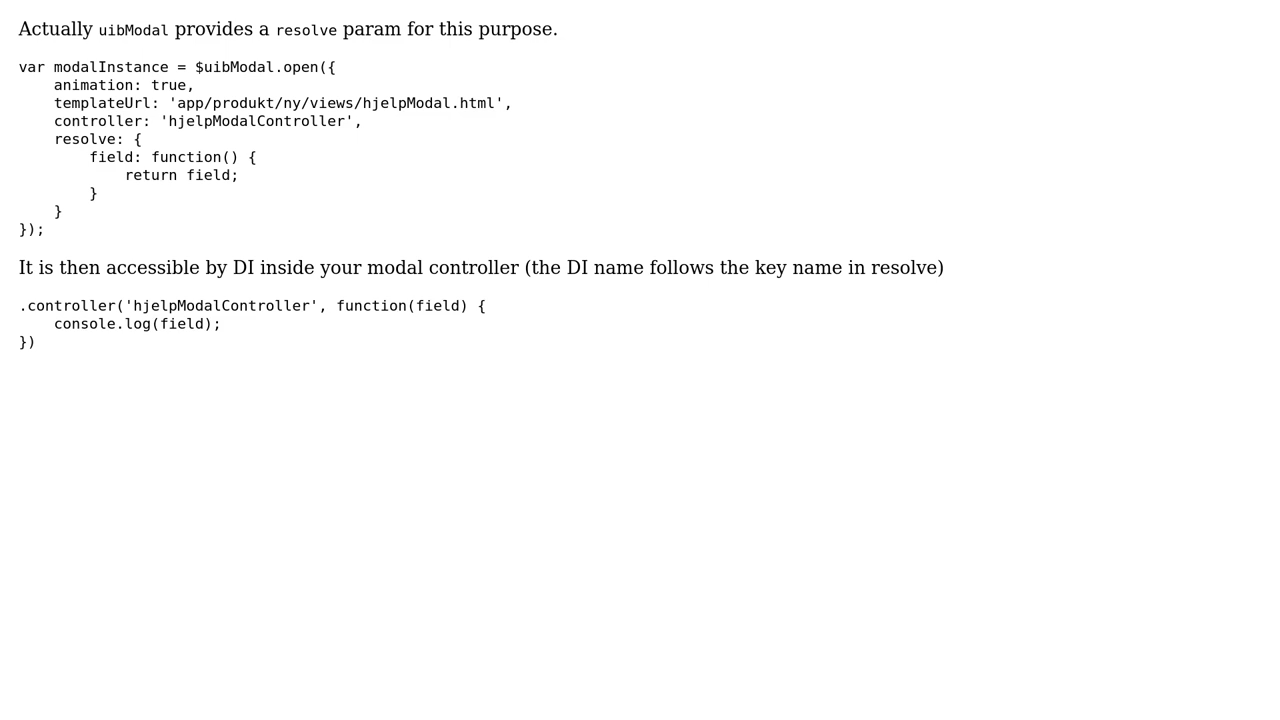 Actually uibModal provides a resolve param for this purpose.
var modalInstance = $uibModal.open({
    animation: true,
    templateUrl: 'app/produkt/ny/views/hjelpModal.html',
    controller: 'hjelpModalController',
    resolve: {
        field: function() {
            return field;
        }
    }
});
It is then accessible by DI inside your modal controller (the DI name follows the key name in resolve)
.controller('hjelpModalController', function(field) {
    console.log(field);
})